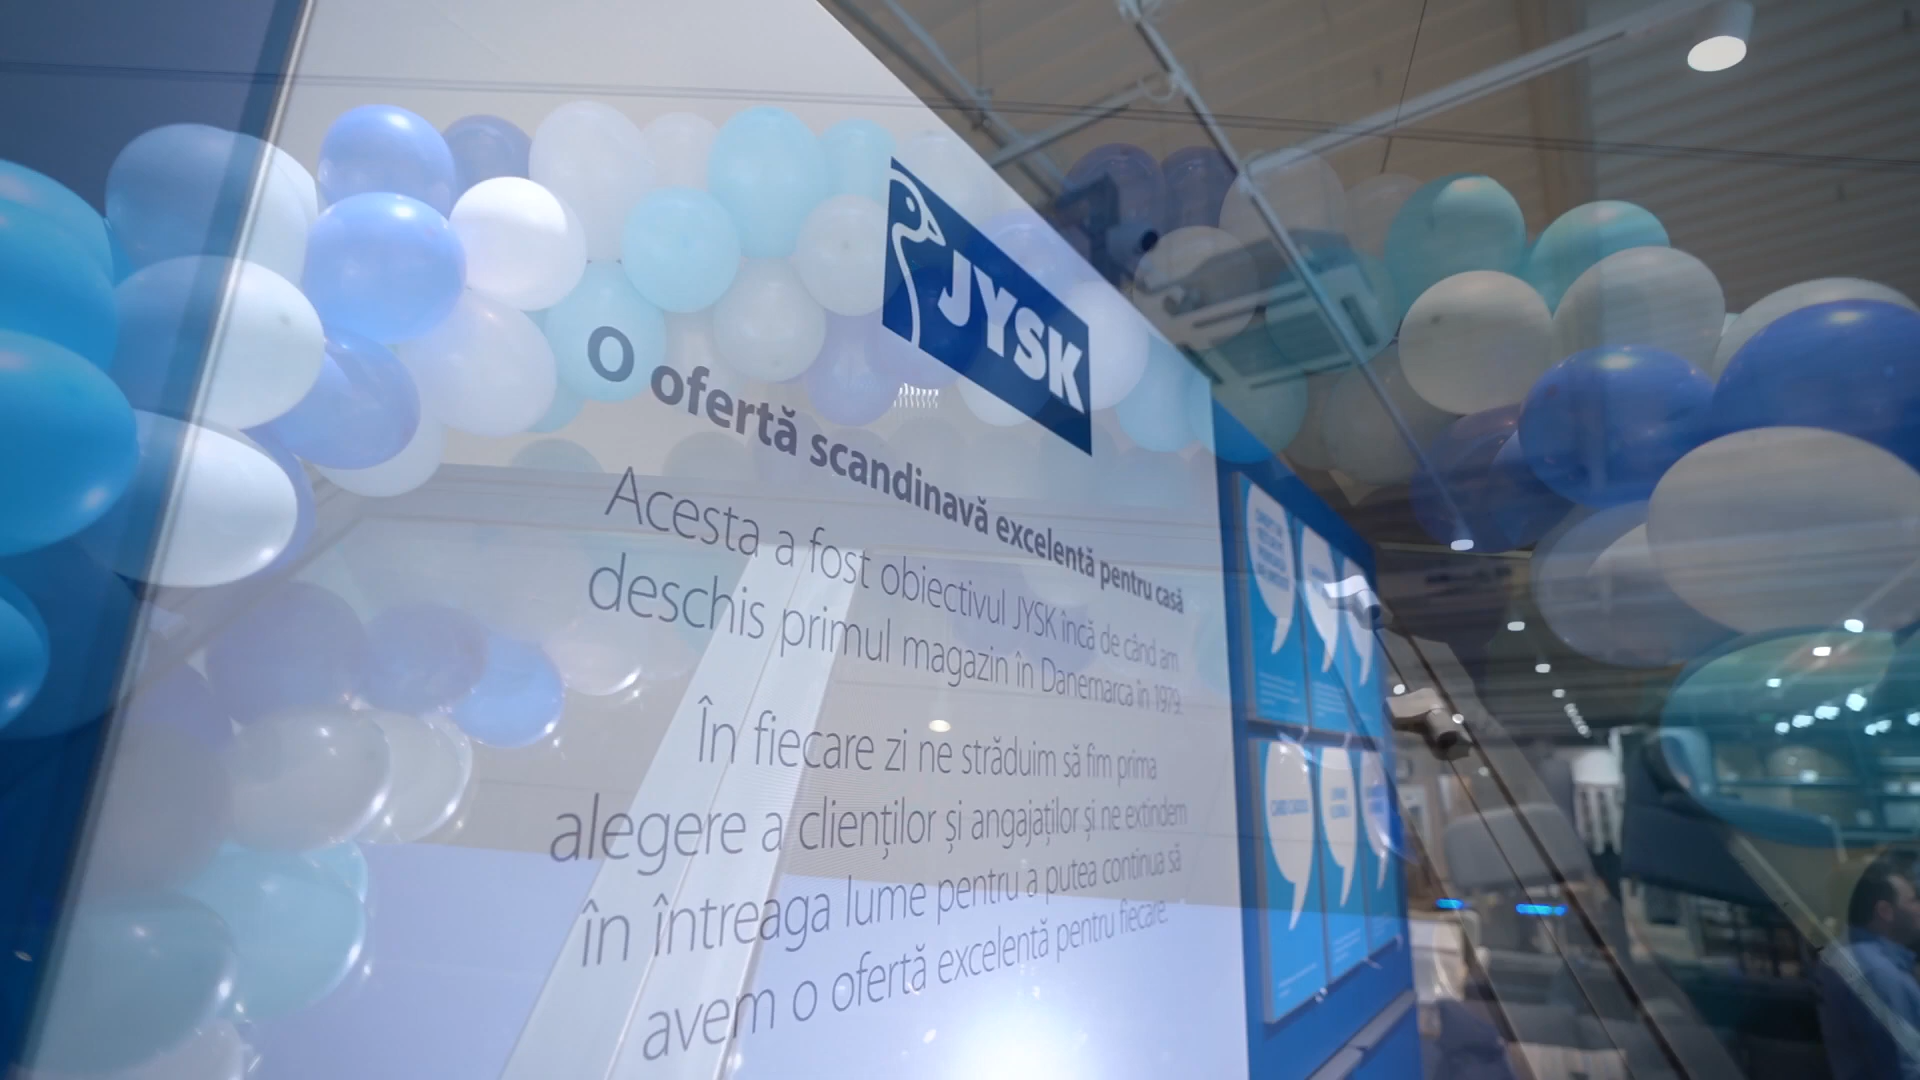 JYSK
O ofertă scandinavă excelentă pentru casă
Acesta a fost obiectivul JYSK încă de când am
deschis primul magazin în Danemarca în 1979.
În fiecare zi ne străduim să fim prima
alegere a clienților și angajaților și ne extindem
în întreaga lume pentru a putea continua să
avem o ofertă excelentă pentru fiecare
CARD CADOU